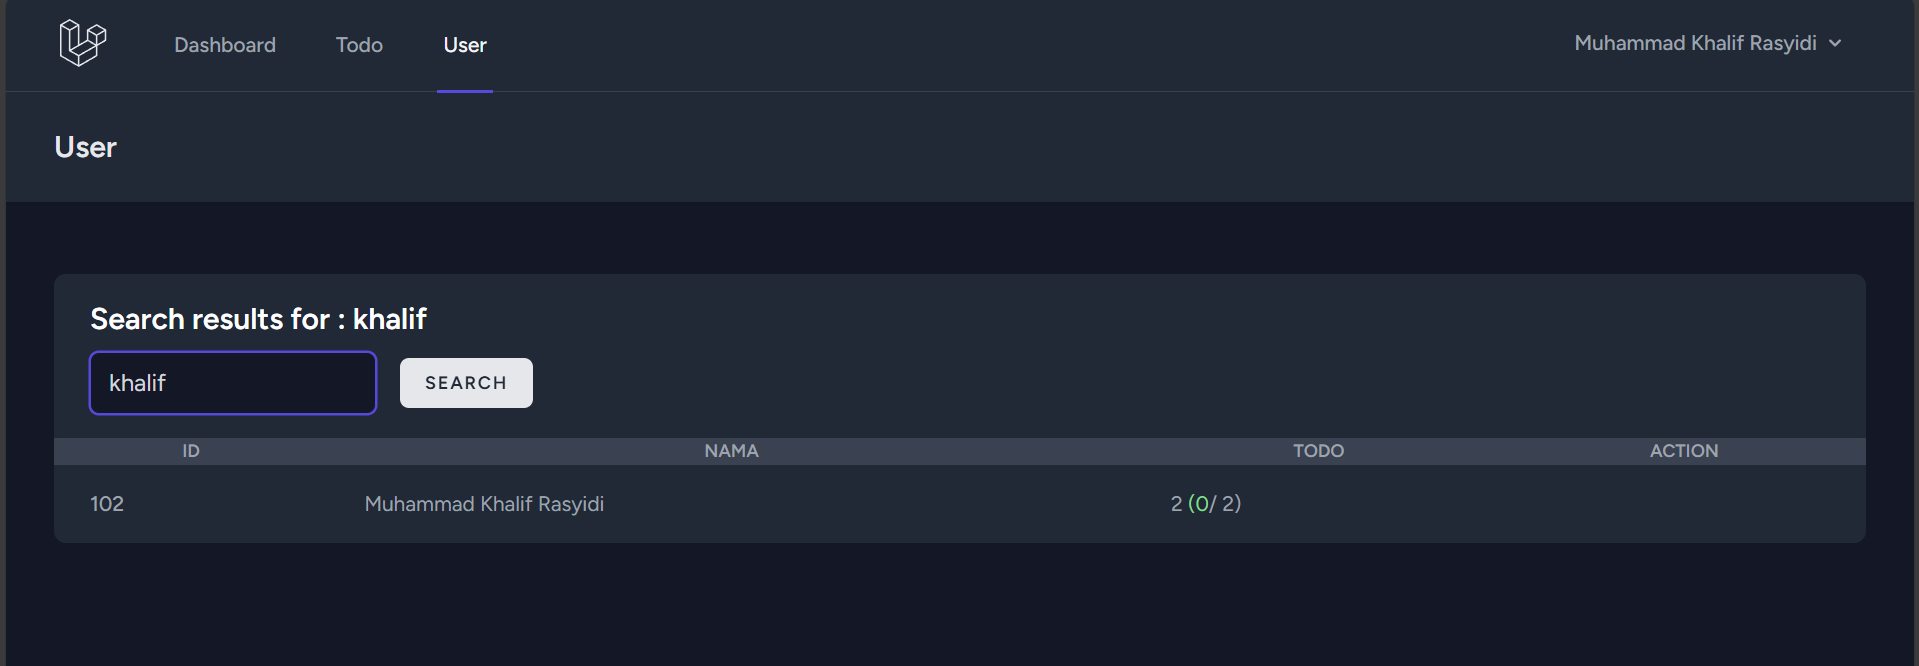 Dashboard Todo User Muhammad Khalif Rasyidi
User
Search results for : khalif
khalif SEARCH
ID NAMA TODO ACTION
102 Muhammad Khalif Rasyidi 2 (0/ 2)